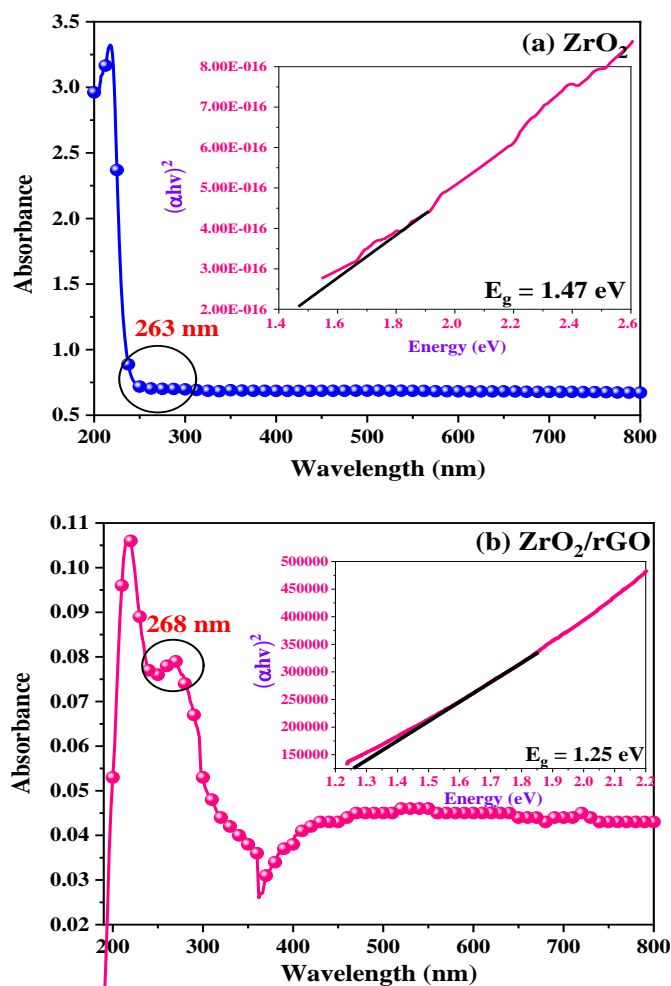 (a) ZrO₂
3.5
3.0
2.5
2.0
1.5
1.0
0.5
Absorbance
200 300 400 500 600 700 800
Wavelength (nm)
263 nm
8.00E-016
7.00E-016
6.00E-016
5.00E-016
4.00E-016
3.00E-016
2.00E-016
(αhν)²
E_g = 1.47 eV
1.4 1.6 1.8 2.0 2.2 2.4 2.6
Energy (eV)
(b) ZrO₂/rGO
0.11
0.10
0.09
0.08
0.07
0.06
0.05
0.04
0.03
0.02
Absorbance
200 300 400 500 600 700 800
Wavelength (nm)
268 nm
500000
450000
400000
350000
300000
250000
200000
150000
(αhν)²
E_g = 1.25 eV
1.2 1.3 1.4 1.5 1.6 1.7 1.8 1.9 2.0 2.1 2.2
Energy (eV)